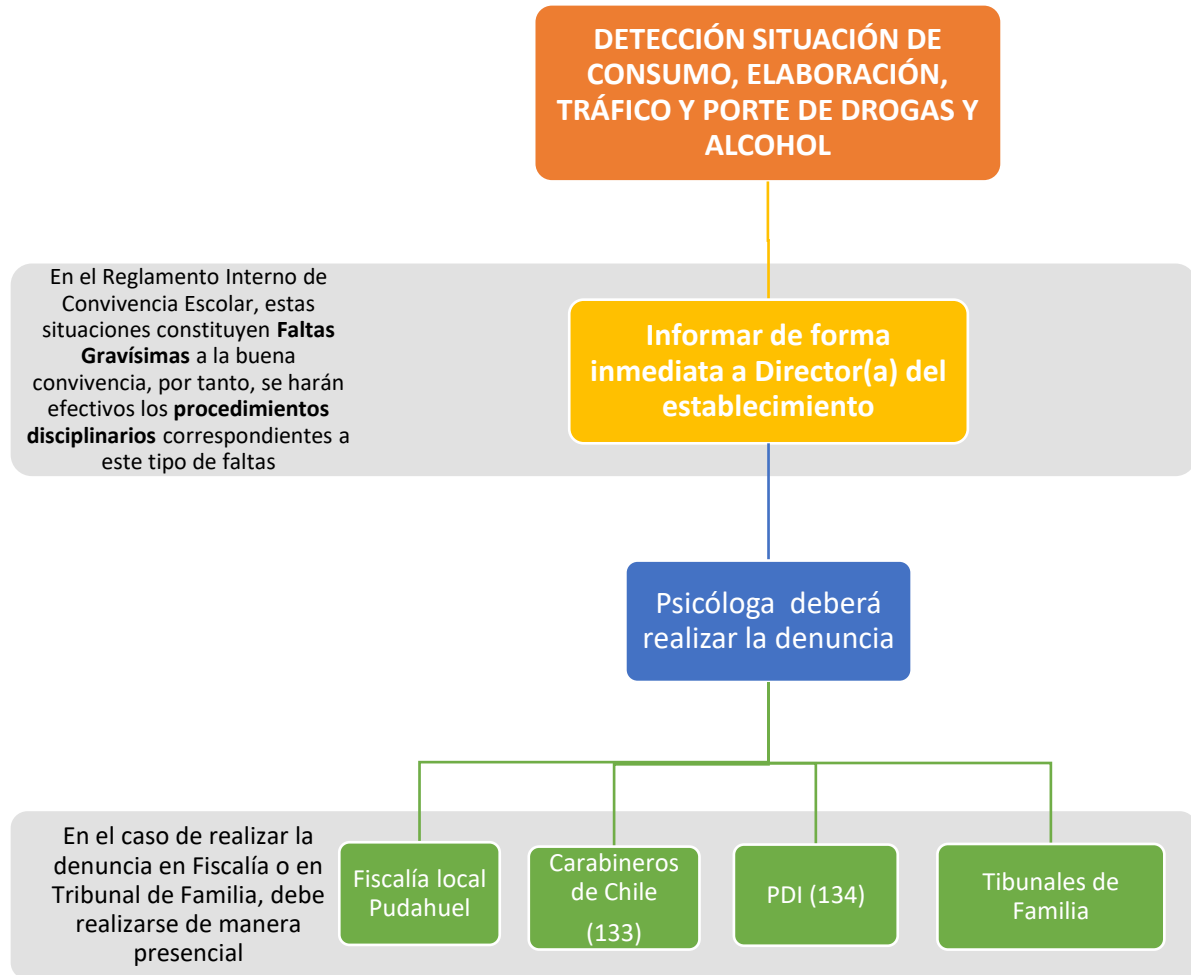 DETECCIÓN SITUACIÓN DE
CONSUMO, ELABORACIÓN,
TRÁFICO Y PORTE DE DROGAS Y
ALCOHOL
En el Reglamento Interno de
Convivencia Escolar, estas
situaciones constituyen Faltas
Gravísimas a la buena
convivencia, por tanto, se harán
efectivos los procedimientos
disciplinarios correspondientes a
este tipo de faltas
Informar de forma
inmediata a Director(a) del
establecimiento
Psicóloga deberá
realizar la denuncia
En el caso de realizar la
denuncia en Fiscalía o en
Tribunal de Familia, debe
realizarse de manera
presencial
Fiscalía local
Pudahuel
Carabineros
de Chile
(133)
PDI (134)
Tibunales de
Familia